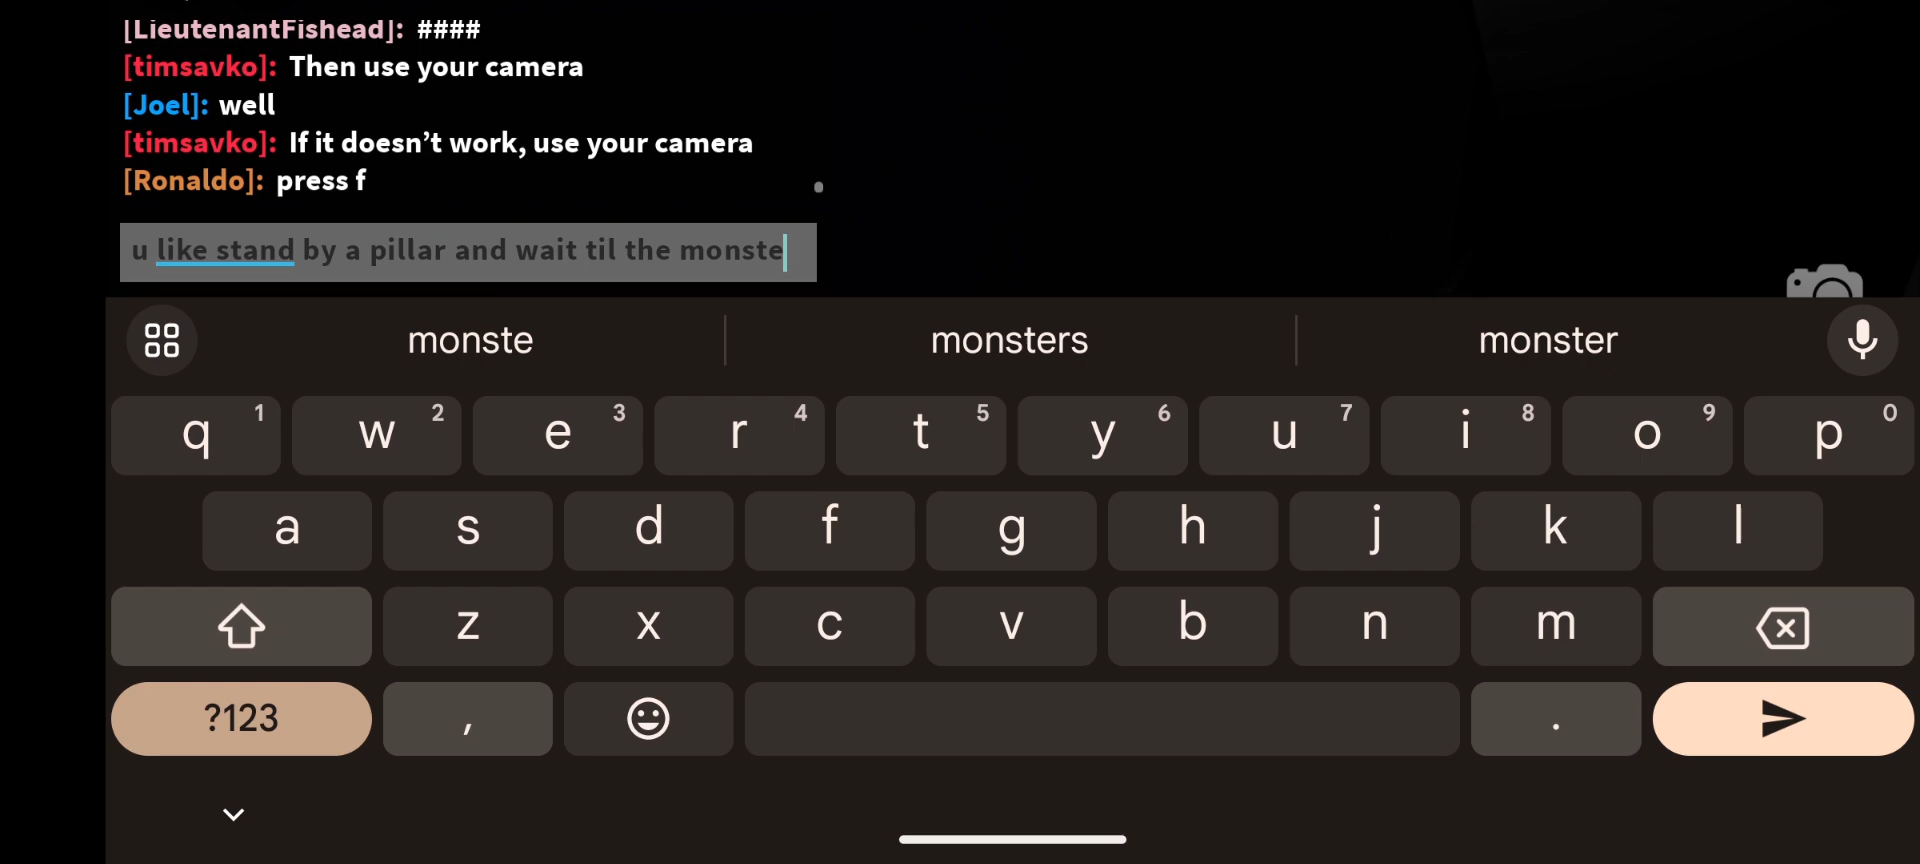 [LieutenantFishead]: ####
[timsavko]: Then use your camera
[Joel]: well
[timsavko]: If it doesn’t work, use your camera
[Ronaldo]: press f
u like stand by a pillar and wait til the monste
monste monsters monster
q 1 w 2 e 3 r 4 t 5 y 6 u 7 i 8 o 9 p 0
a s d f g h j k l
z x c v b n m
?123 , .